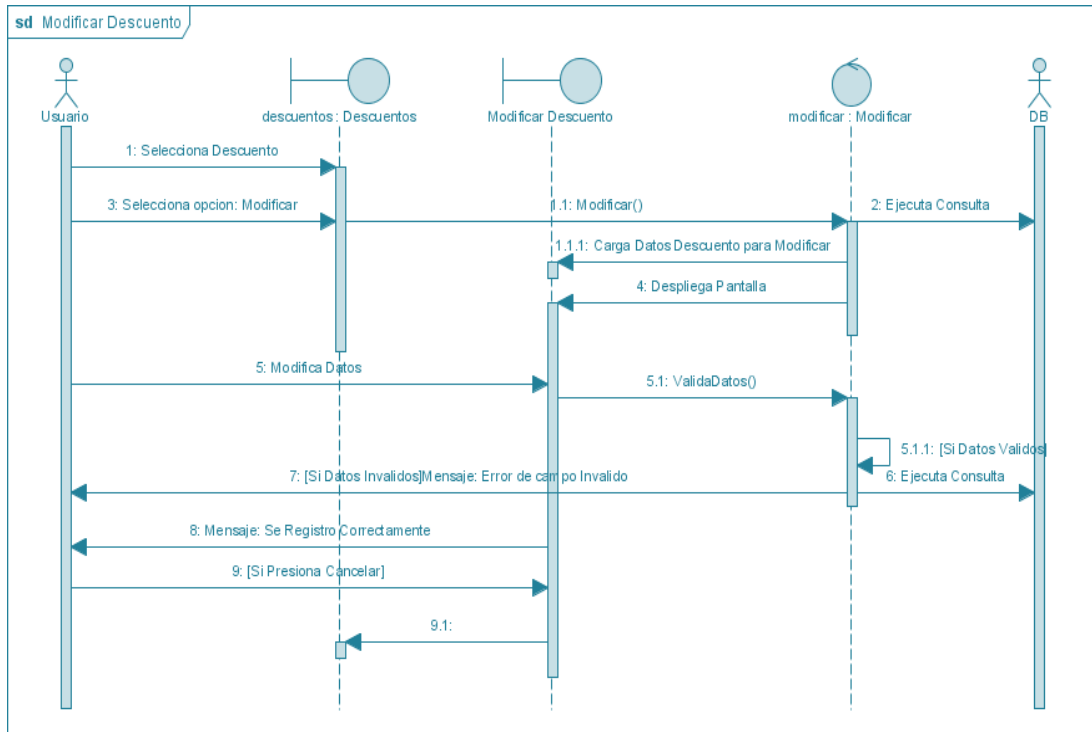 sd Modificar Descuento
Usuario
descuentos : Descuentos
Modificar Descuento
modificar : Modificar
DB
1: Selecciona Descuento
3: Selecciona opcion: Modificar
1.1: Modificar()
2: Ejecuta Consulta
1.1.1: Carga Datos Descuento para Modificar
4: Despliega Pantalla
5: Modifica Datos
5.1: ValidaDatos()
5.1.1: [Si Datos Validos]
7: [Si Datos Invalidos]Mensaje: Error de campo Invalido
6: Ejecuta Consulta
8: Mensaje: Se Registro Correctamente
9: [Si Presiona Cancelar]
9.1: